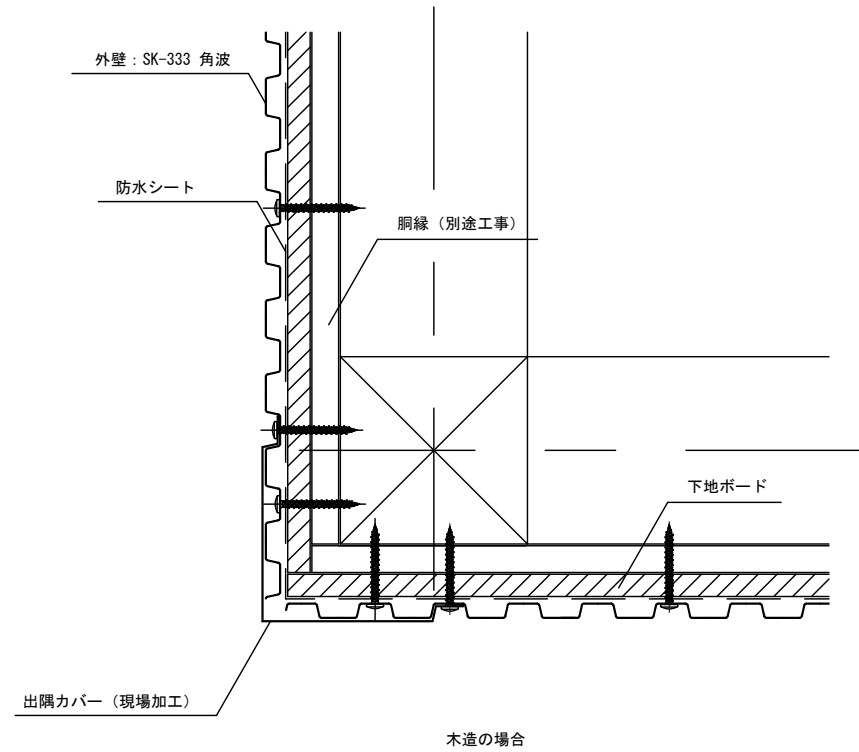 外壁：SK-333 角波
防水シート
胴縁（別途工事）
下地ボード
出隅カバー（現場加工）
木造の場合